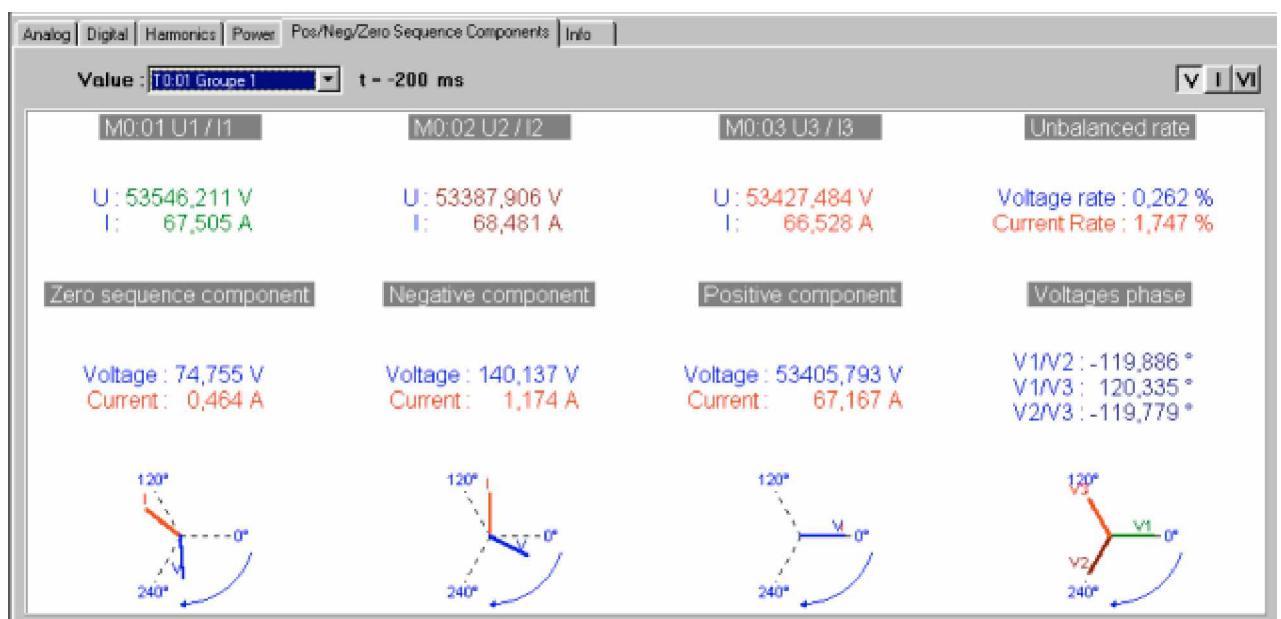 Analog Digital Harmonics Power Pos/Neg/Zero Sequence Components Info
Value : T0:01 Groupe 1 t = -200 ms V I VI
M0:01 U1 / I1 M0:02 U2 / I2 M0:03 U3 / I3 Unbalanced rate
U : 53546,211 V U : 53387,906 V U : 53427,484 V Voltage rate : 0,262 %
I : 67,505 A I : 68,481 A I : 66,528 A Current Rate : 1,747 %
Zero sequence component Negative component Positive component Voltages phase
Voltage : 74,755 V Voltage : 140,137 V Voltage : 53405,793 V V1/V2 : -119,886 °
Current : 0,464 A Current : 1,174 A Current : 67,167 A V1/V3 : 120,335 °
V2/V3 : -119,779 °
120° 120° 120° 120°
I I V3
0° V 0° V 0° V1 0°
V V2
240° 240° 240° 240°